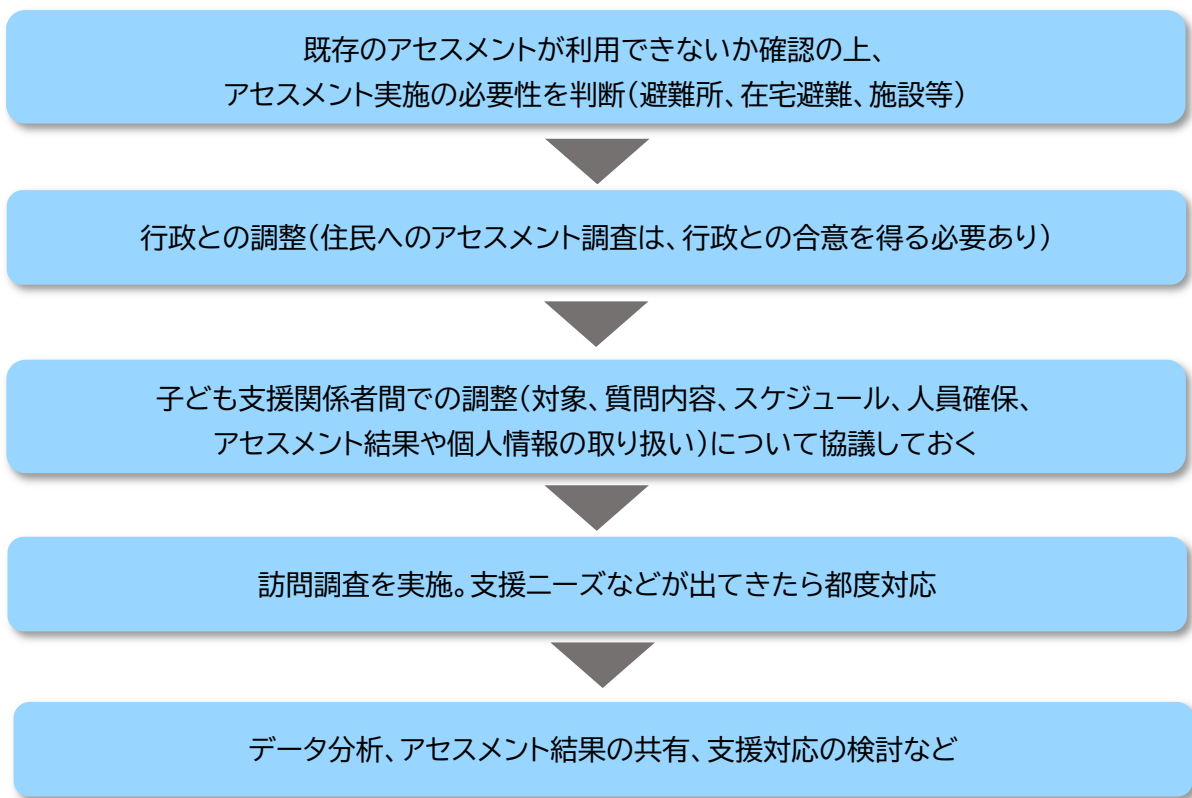 既存のアセスメントが利用できないか確認の上、
アセスメント実施の必要性を判断(避難所、在宅避難、施設等)
行政との調整(住民へのアセスメント調査は、行政との合意を得る必要あり)
子ども支援関係者間での調整(対象、質問内容、スケジュール、人員確保、
アセスメント結果や個人情報の取り扱い)について協議しておく
訪問調査を実施。支援ニーズなどが出てきたら都度対応
データ分析、アセスメント結果の共有、支援対応の検討など